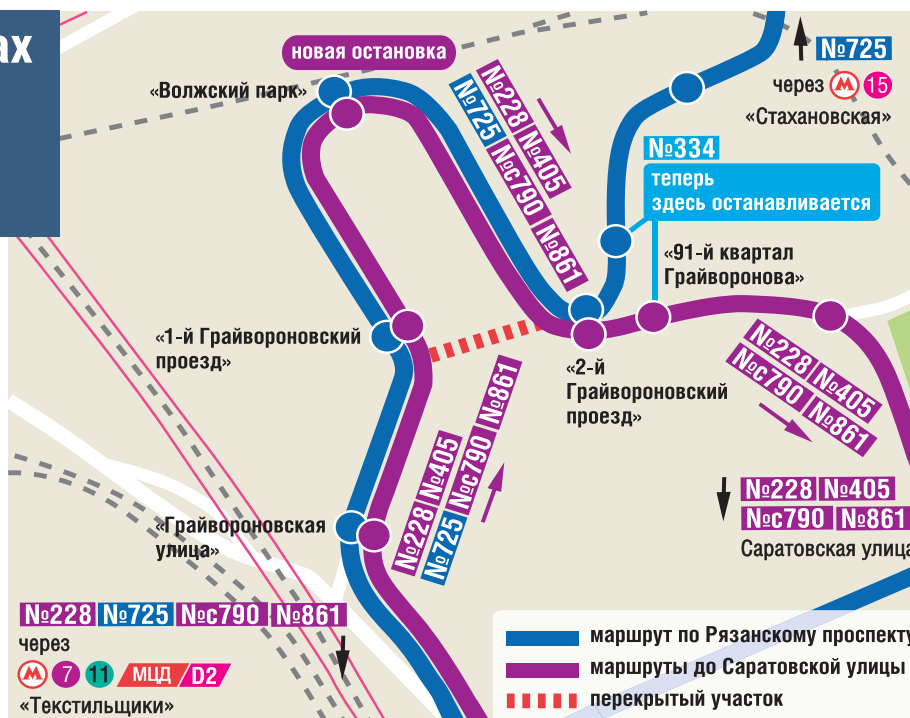 ах
новая остановка
«Волжский парк»
№228 №405
№725 №с790 №861
№725
через М 15
«Стахановская»
№334
теперь
здесь останавливается
«91-й квартал
Грайворонова»
«1-й Грайвороновский
проезд»
«2-й
Грайвороновский
проезд»
№228 №405
№с790 №861
№228 №405
№725 №с790 №861
№228 №405
№с790 №861
Саратовская улица
«Грайвороновская
улица»
№228 №725 №с790 №861
через
М 7 11 МЦД D2
«Текстильщики»
маршрут по Рязанскому проспекту
маршруты до Саратовской улицы
перекрытый участок